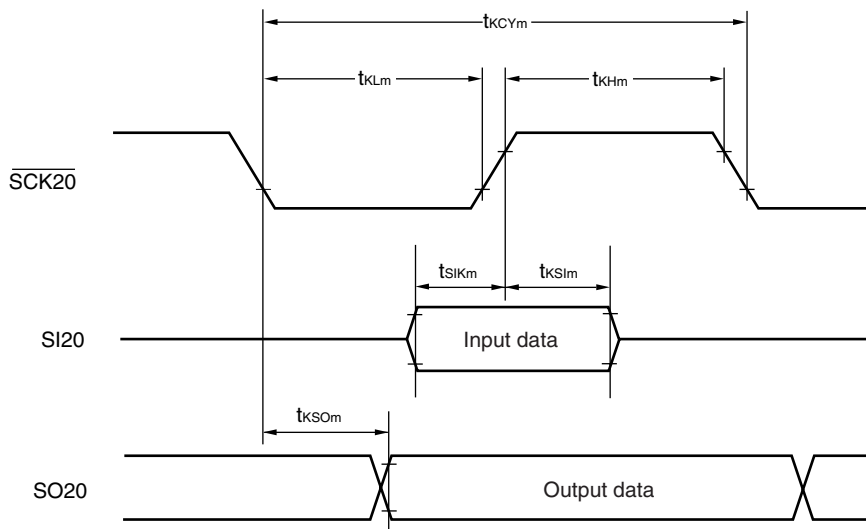 tKCYm
tKLm
tKHm
SCK20
tSIKm
tKSIm
SI20
Input data
tKSOm
SO20
Output data